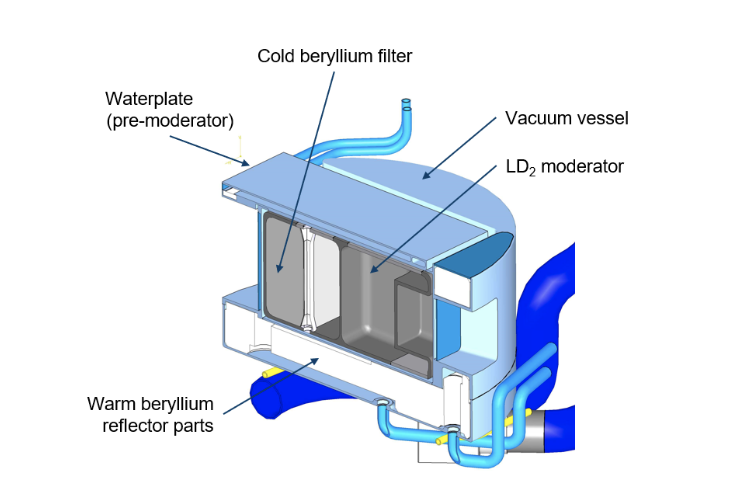 Cold beryllium filter
Waterplate
(pre-moderator)
Vacuum vessel
LD₂ moderator
Warm beryllium
reflector parts